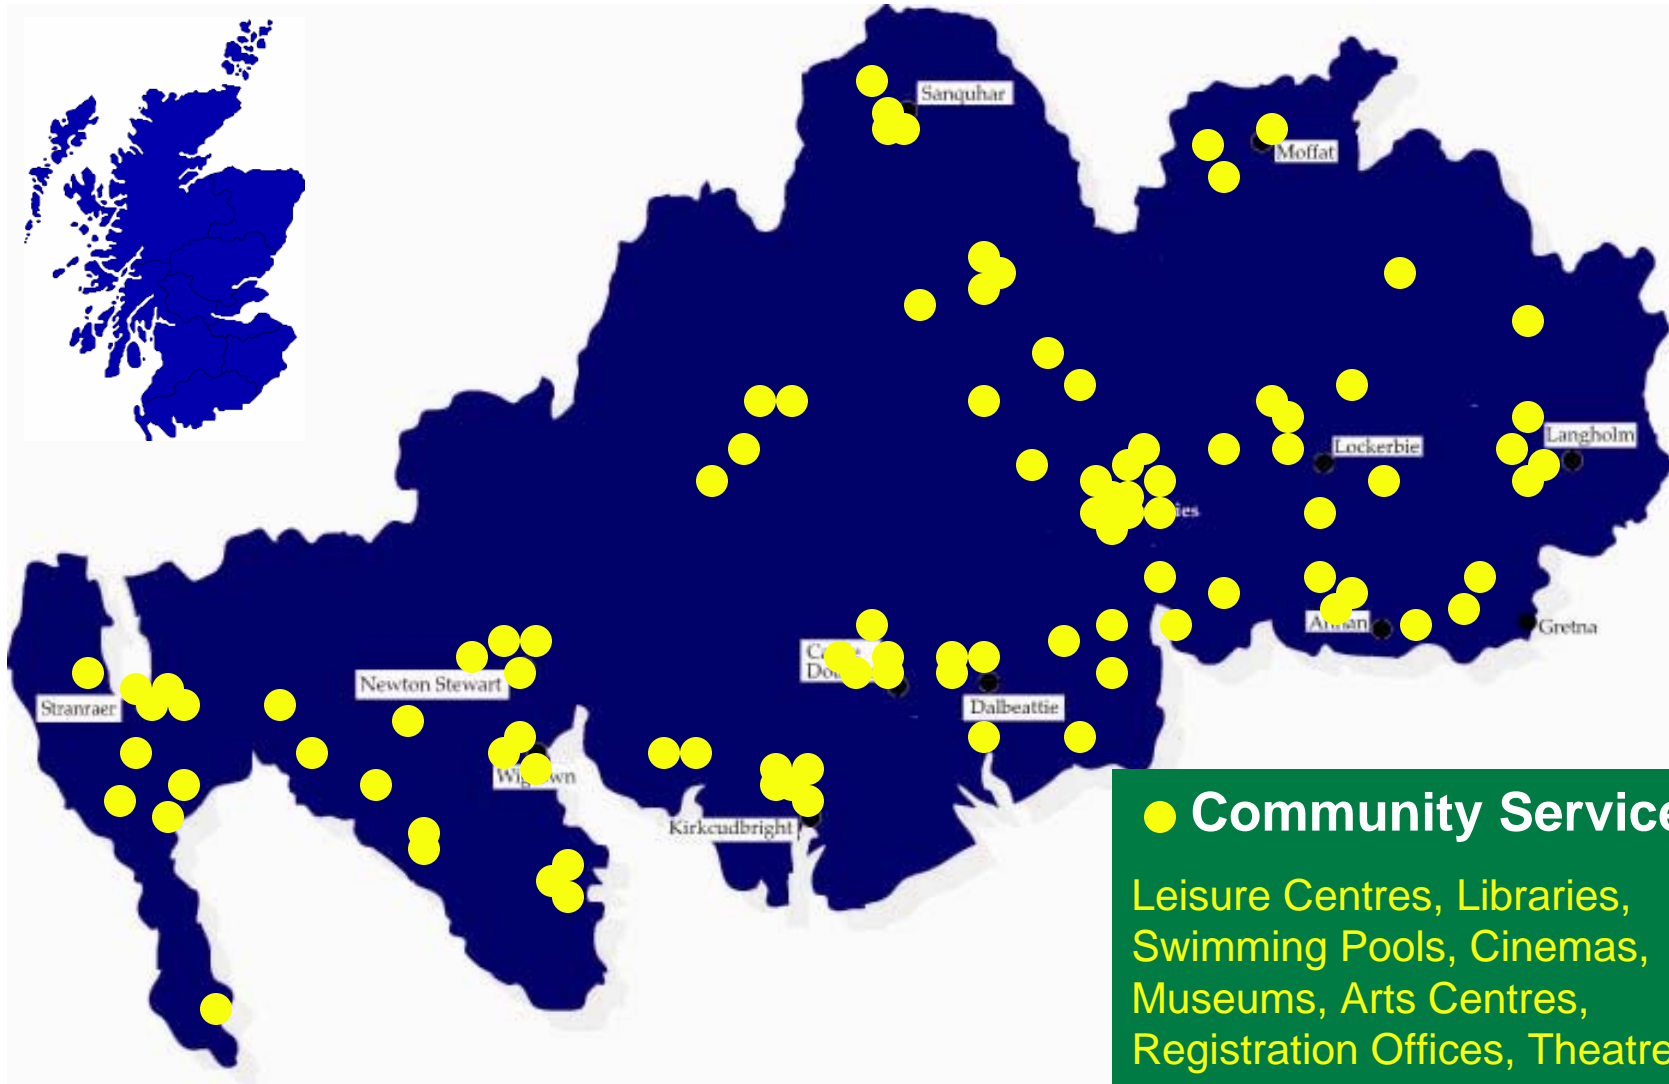 Sanquhar
Moffat
Langholm
Lockerbie
Gretna
Newton Stewart
Stranraer
Dalbeattie
Kirkcudbright
Community Service
Leisure Centres, Libraries,
Swimming Pools, Cinemas,
Museums, Arts Centres,
Registration Offices, Theatre